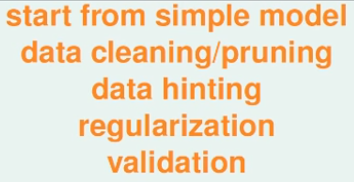 start from simple model
data cleaning/pruning
data hinting
regularization
validation